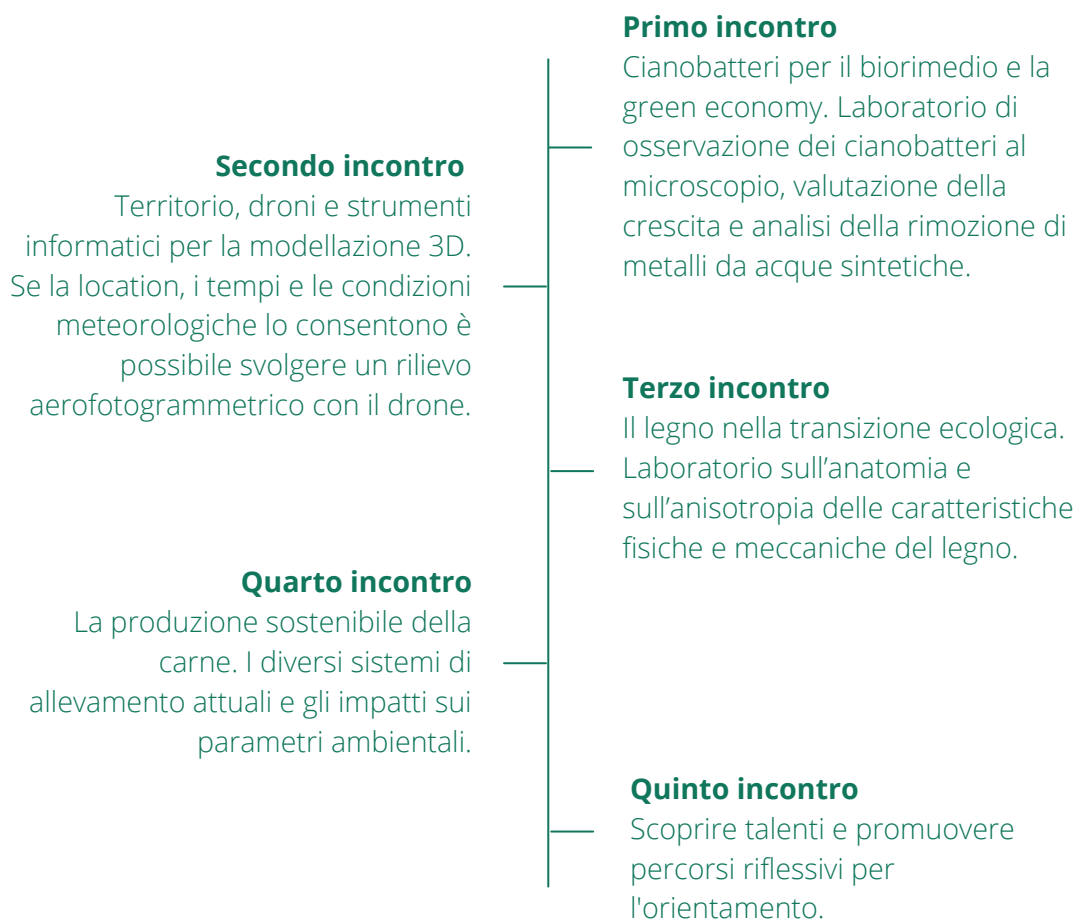 Primo incontro
Cianobatteri per il biorimedio e la
green economy. Laboratorio di
osservazione dei cianobatteri al
microscopio, valutazione della
crescita e analisi della rimozione di
metalli da acque sintetiche.
Secondo incontro
Territorio, droni e strumenti
informatici per la modellazione 3D.
Se la location, i tempi e le condizioni
meteorologiche lo consentono è
possibile svolgere un rilievo
aerofotogrammetrico con il drone.
Terzo incontro
Il legno nella transizione ecologica.
Laboratorio sull’anatomia e
sull’anisotropia delle caratteristiche
fisiche e meccaniche del legno.
Quarto incontro
La produzione sostenibile della
carne. I diversi sistemi di
allevamento attuali e gli impatti sui
parametri ambientali.
Quinto incontro
Scoprire talenti e promuovere
percorsi riflessivi per
l'orientamento.